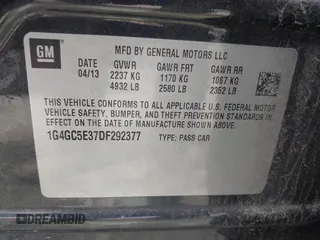 GM
MFD BY GENERAL MOTORS LLC
DATE GVWR GAWR FRT GAWR RR
04/13 2237 KG 1170 KG 1067 KG
4932 LB 2580 LB 2352 LB
THIS VEHICLE CONFORMS TO ALL APPLICABLE U.S. FEDERAL MOTOR
VEHICLE SAFETY, BUMPER, AND THEFT PREVENTION STANDARDS
IN EFFECT ON THE DATE OF MANUFACTURE SHOWN ABOVE.
1G4GC5E37DF292377 TYPE: PASS CAR
DREAMBID